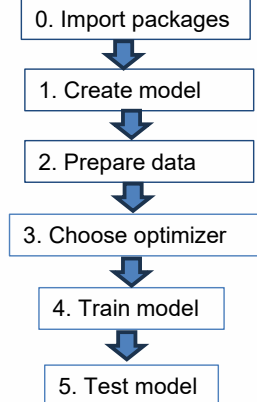 0. Import packages
1. Create model
2. Prepare data
3. Choose optimizer
4. Train model
5. Test model